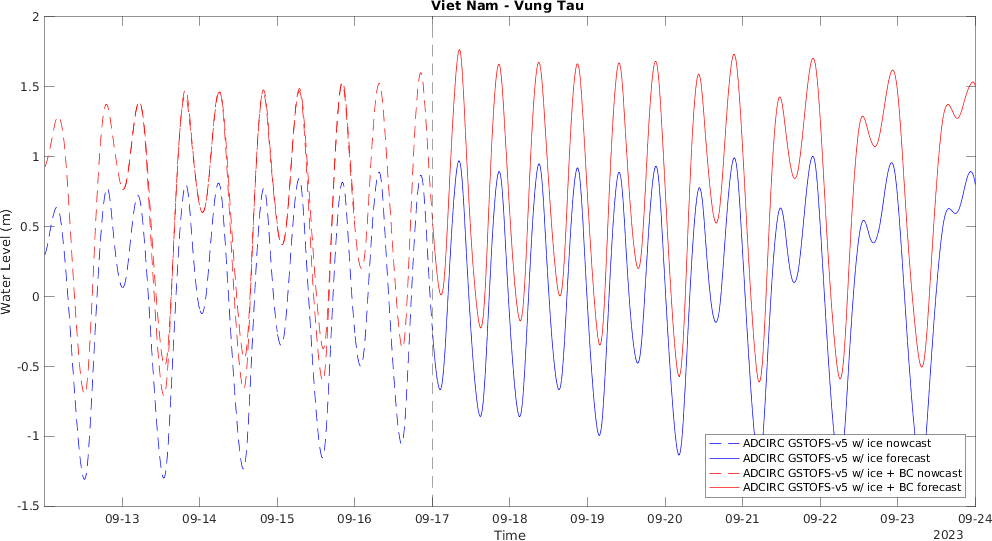 Viet Nam - Vung Tau
Water Level (m)
2
1.5
1
0.5
0
-0.5
-1
-1.5
ADCIRC GSTOFS-v5 w/ ice nowcast
ADCIRC GSTOFS-v5 w/ ice forecast
ADCIRC GSTOFS-v5 w/ ice + BC nowcast
ADCIRC GSTOFS-v5 w/ ice + BC forecast
09-13 09-14 09-15 09-16 09-17 09-18 09-19 09-20 09-21 09-22 09-23 09-24
Time
2023